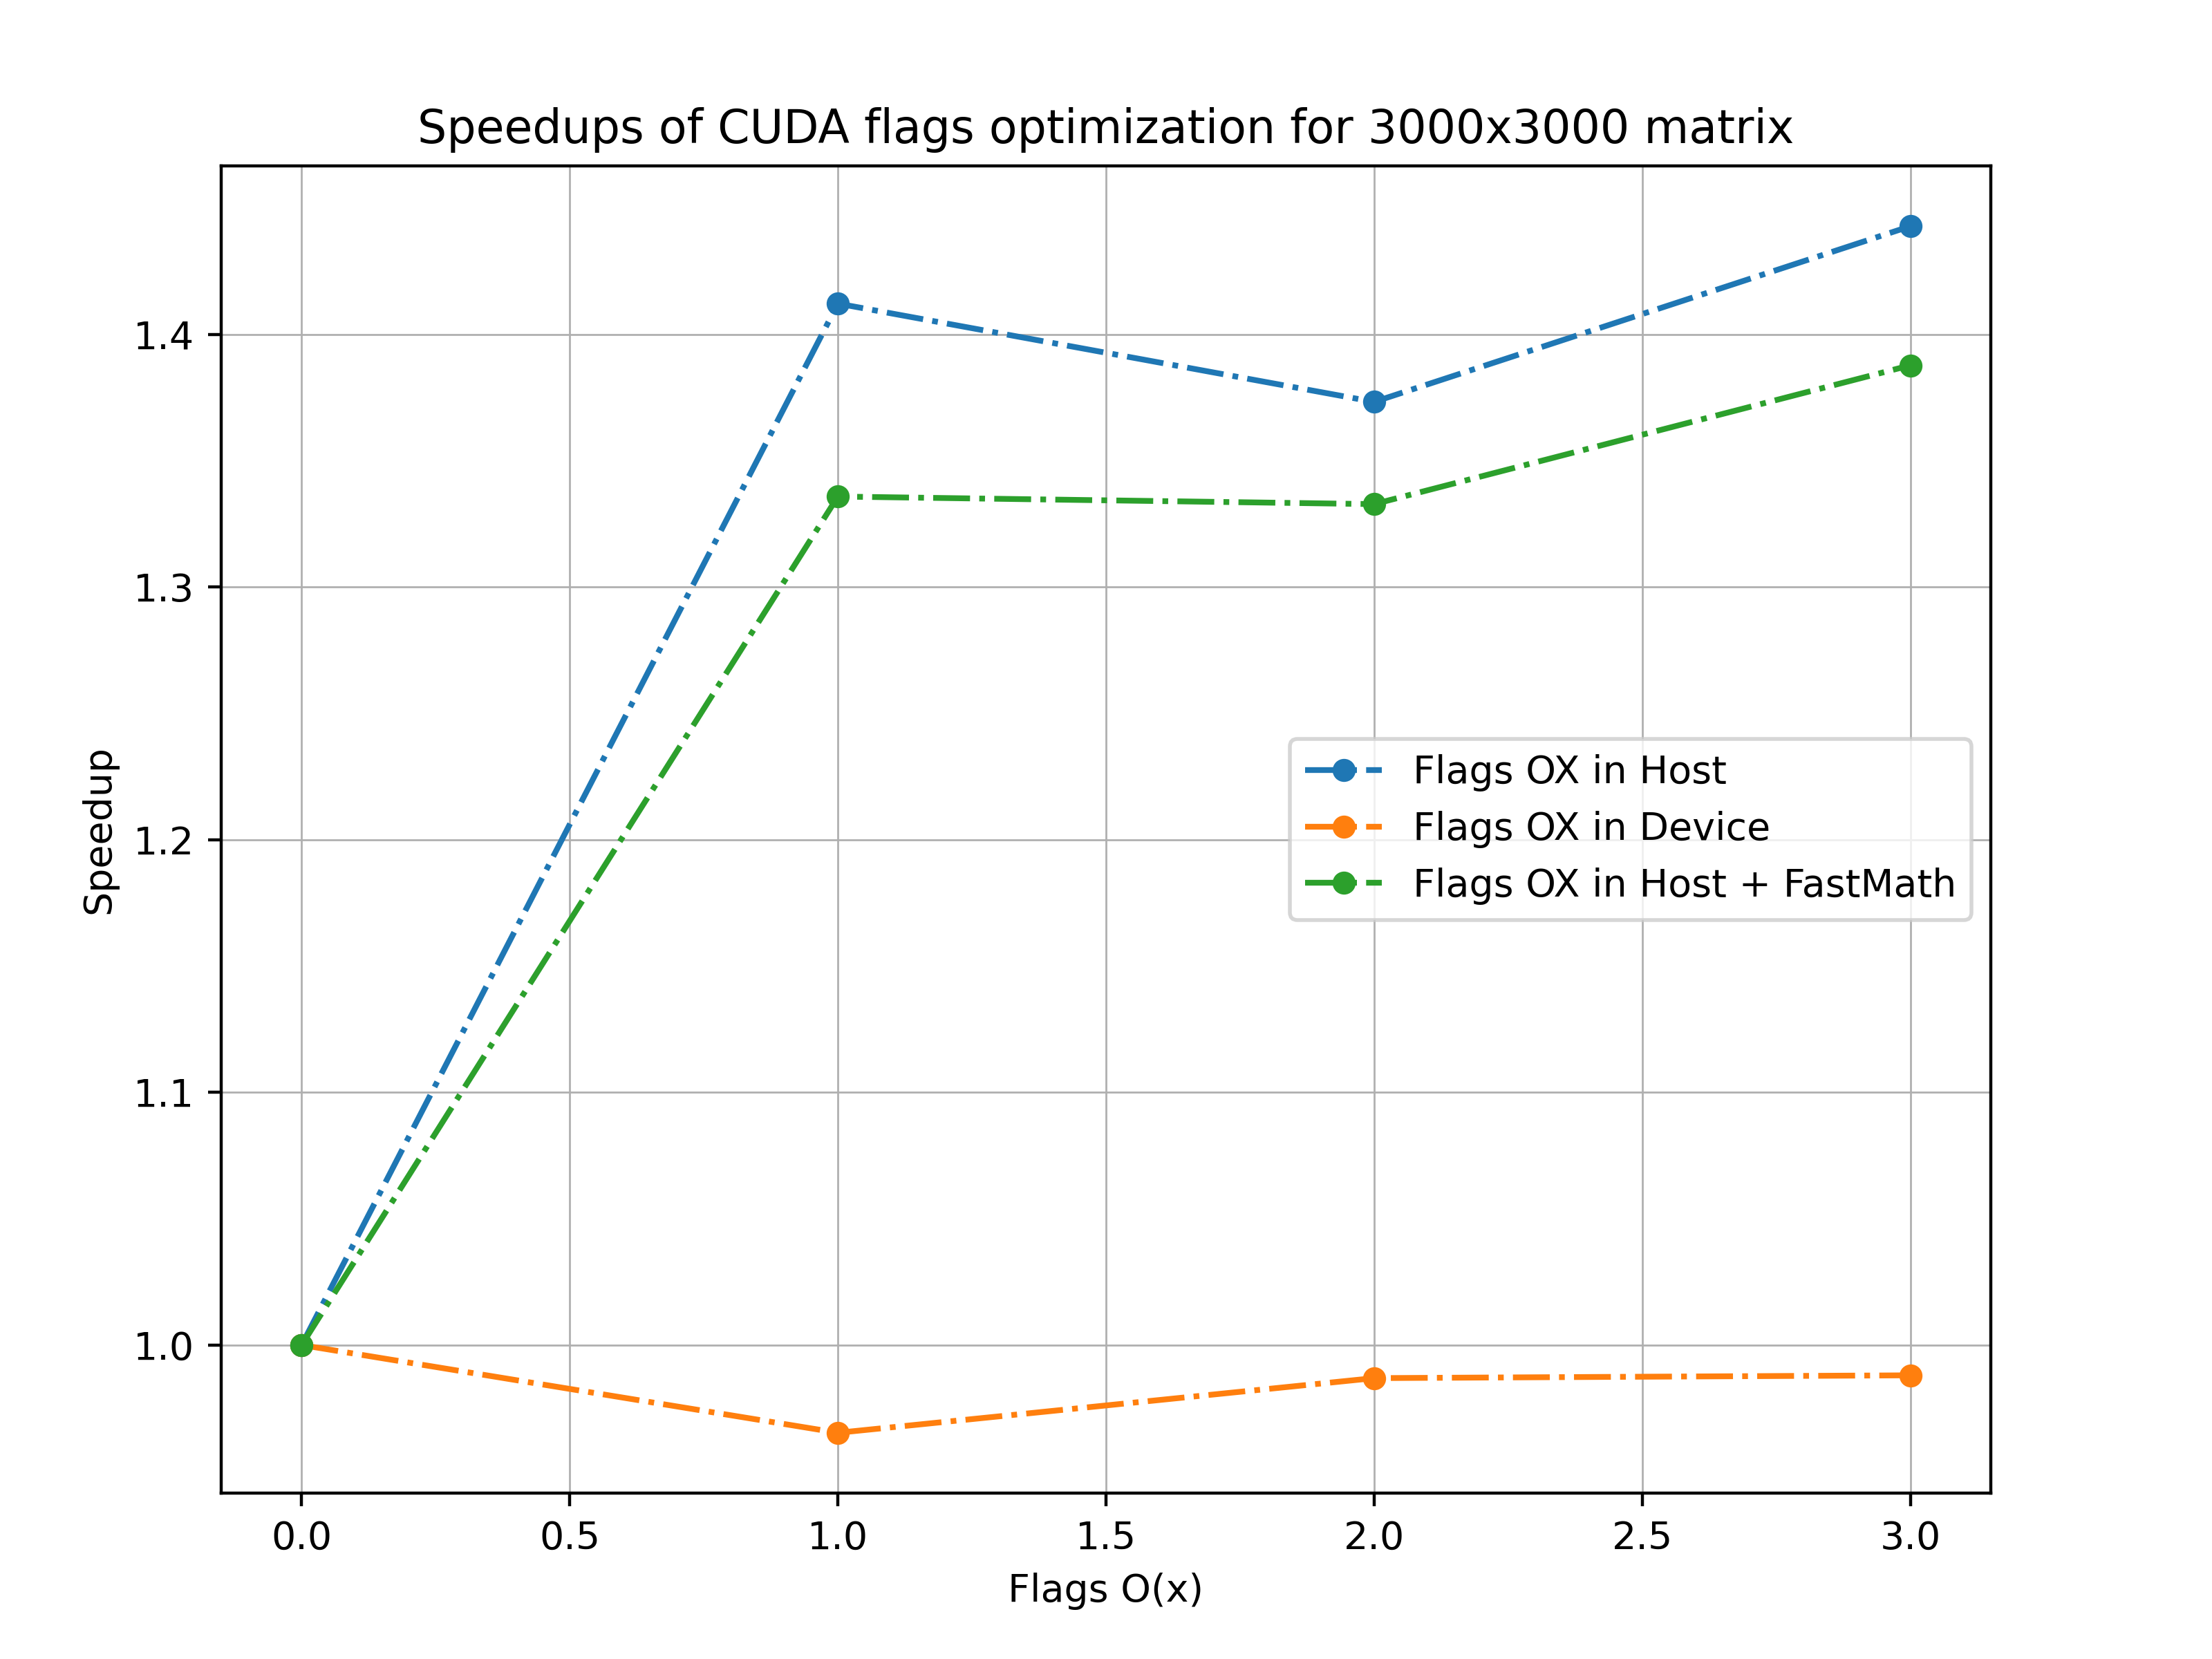 Speedups of CUDA flags optimization for 3000x3000 matrix
Speedup
1.4
1.3
1.2
1.1
1.0
Flags OX in Host
Flags OX in Device
Flags OX in Host + FastMath
0.0 0.5 1.0 1.5 2.0 2.5 3.0
Flags O(x)